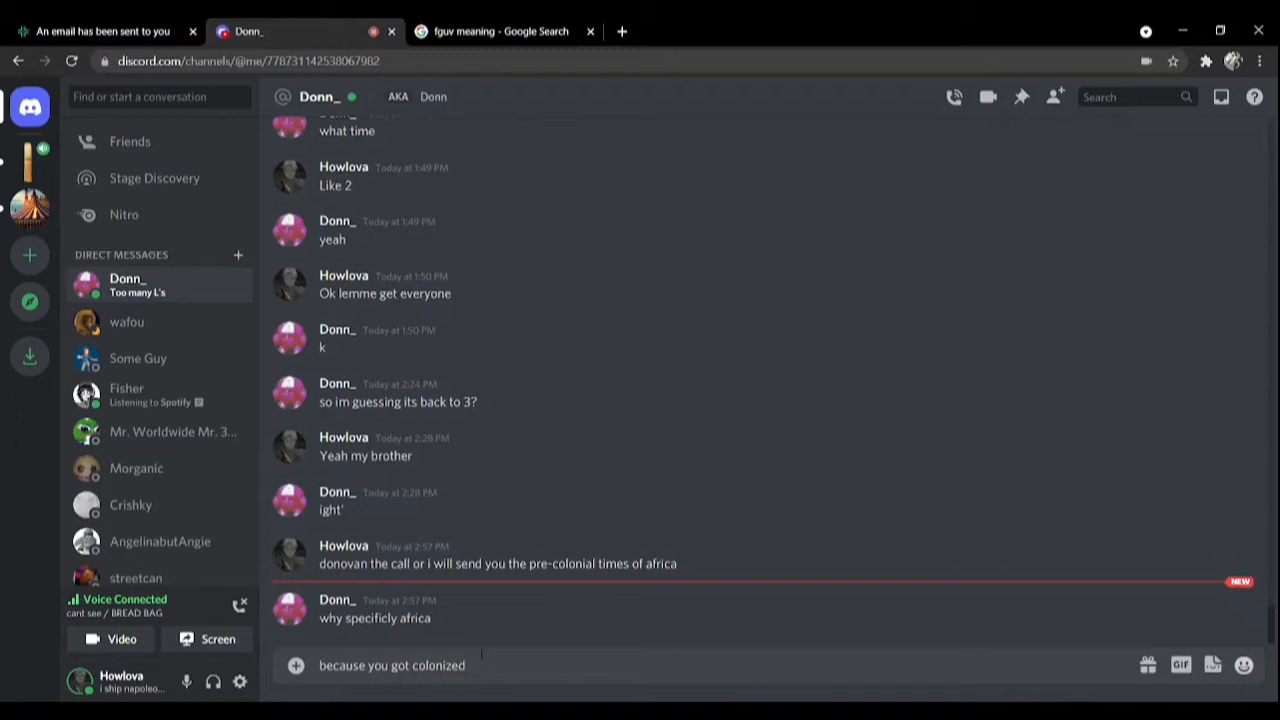 An email has been sent to you
Donn_
fguv meaning - Google Search
discord.com/channels/@me/778731142538067982
Find or start a conversation
Friends
Stage Discovery
Nitro
DIRECT MESSAGES
Donn_
Too many L's
wafou
Some Guy
Fisher
Listening to Spotify
Mr. Worldwide Mr. 3...
Morganic
Crishky
AngelinabutAngie
streetcan
Voice Connected
cant see / BREAD BAG
Video
Screen
Howlova
i ship napoleo...
@ Donn_ AKA Donn
Search
what time
Howlova Today at 1:49 PM
Like 2
Donn_ Today at 1:49 PM
yeah
Howlova Today at 1:50 PM
Ok lemme get everyone
Donn_ Today at 1:50 PM
k
Donn_ Today at 2:24 PM
so im guessing its back to 3?
Howlova Today at 2:28 PM
Yeah my brother
Donn_ Today at 2:28 PM
ight'
Howlova Today at 2:57 PM
donovan the call or i will send you the pre-colonial times of africa
NEW
Donn_ Today at 2:57 PM
why specificly africa
because you got colonized
GIF